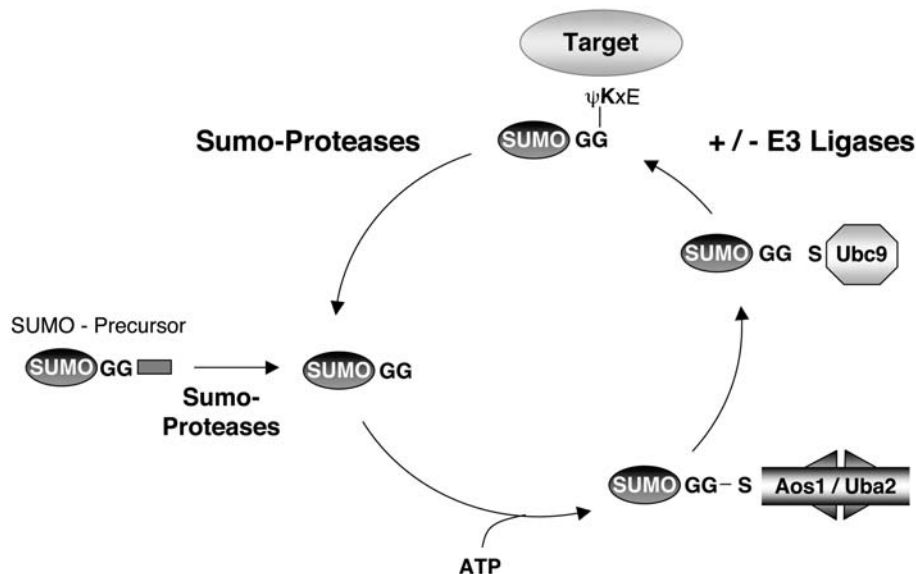 Target
ψKxE
SUMO GG
Sumo-Proteases
+ / - E3 Ligases
SUMO GG S Ubc9
SUMO - Precursor
SUMO GG
SUMO GG
Sumo-
Proteases
SUMO GG – S Aos1 / Uba2
ATP